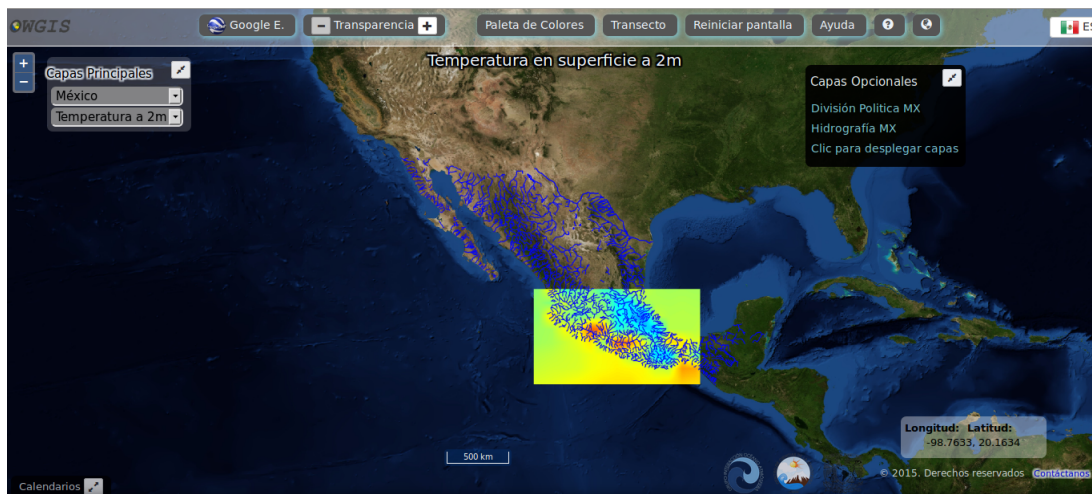 OWGIS
Google E.
Transparencia
Paleta de Colores
Transecto
Reiniciar pantalla
Ayuda
ES
Temperatura en superficie a 2m
Capas Principales
México
Temperatura a 2m
Capas Opcionales
División Politica MX
Hidrografía MX
Clic para desplegar capas
Longitud: Latitud:
-98.7633, 20.1634
500 km
© 2015. Derechos reservados Contáctanos
Calendarios